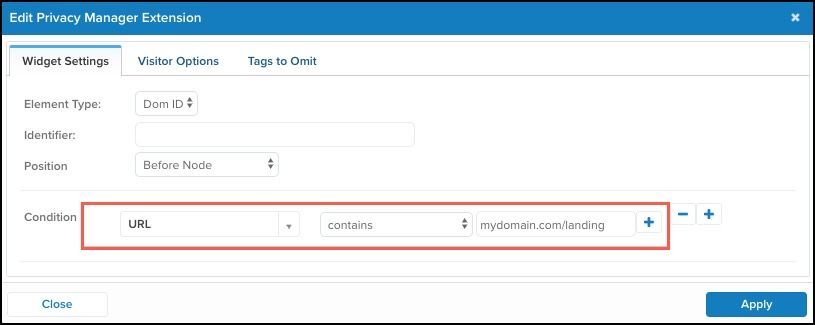 Edit Privacy Manager Extension
Widget Settings Visitor Options Tags to Omit
Element Type: Dom ID
Identifier:
Position Before Node
Condition URL contains mydomain.com/landing
Close Apply